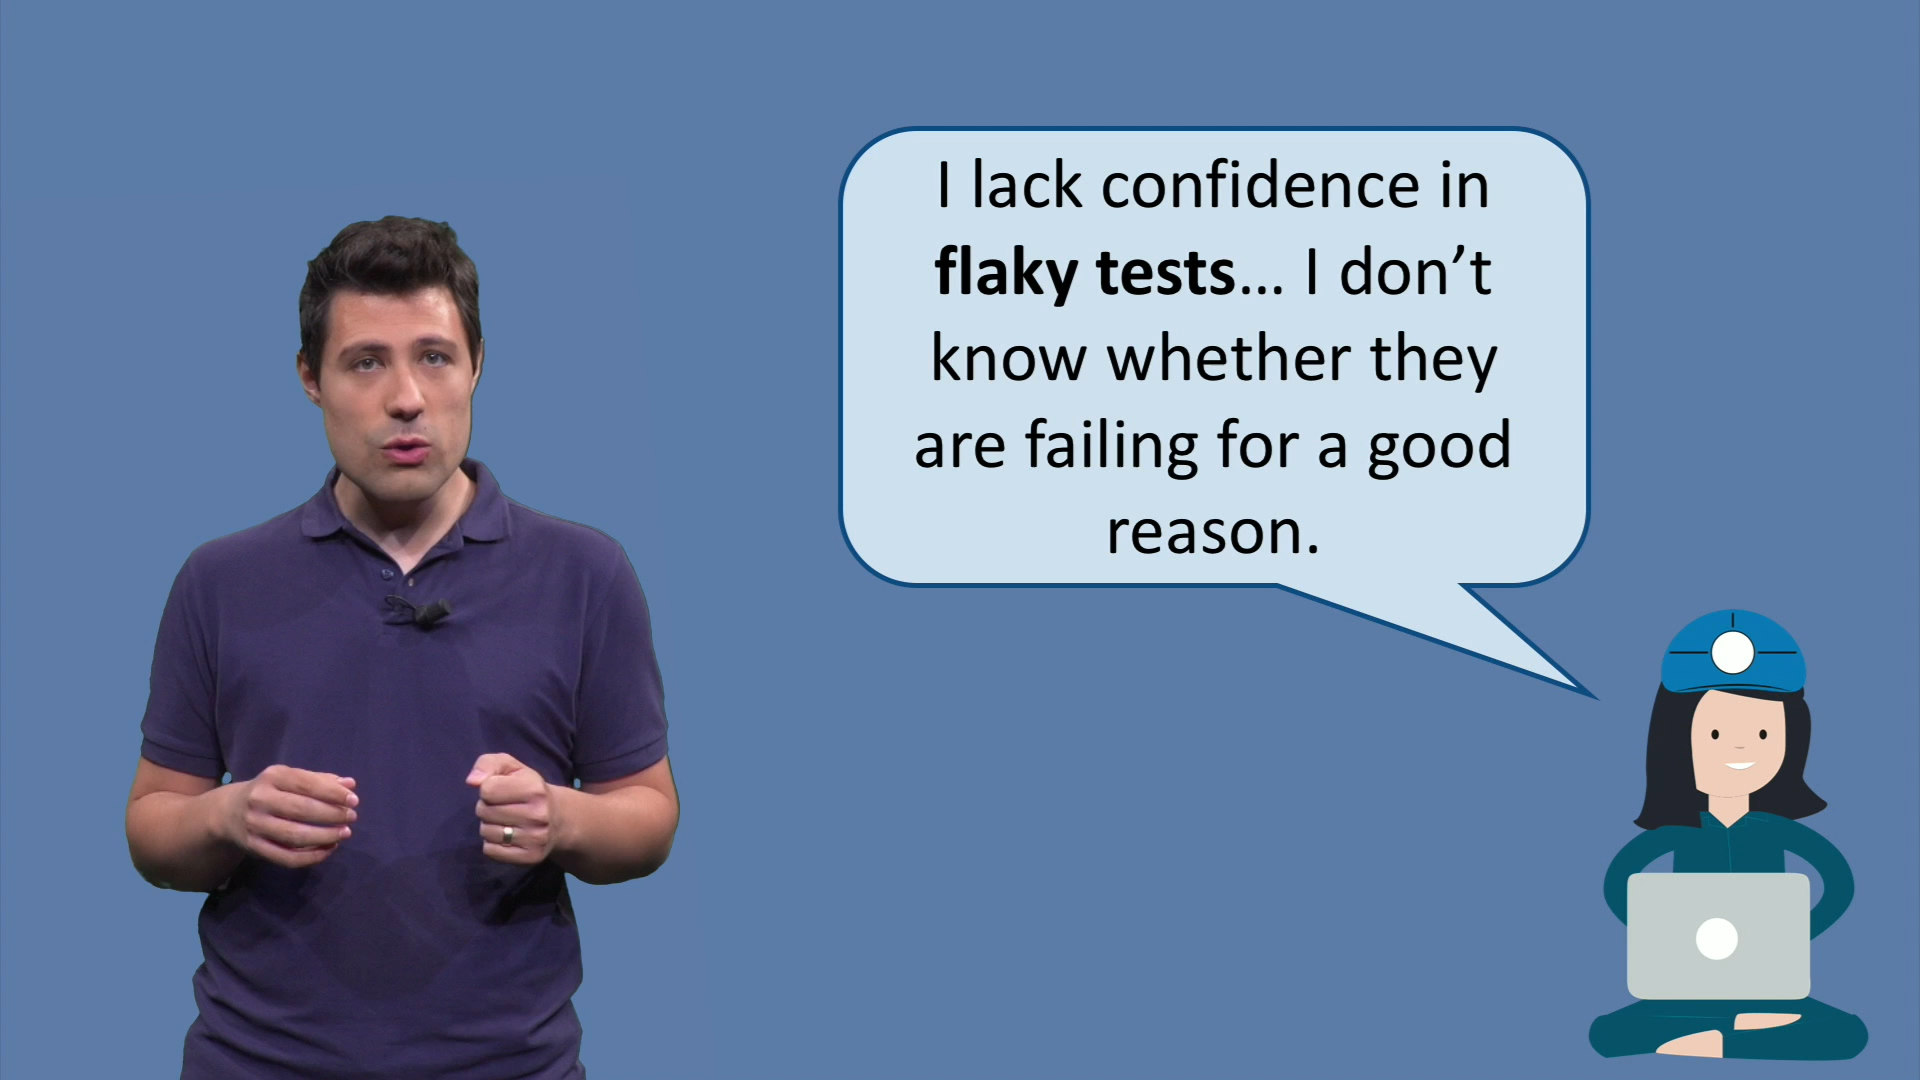 I lack confidence in
flaky tests… I don’t
know whether they
are failing for a good
reason.